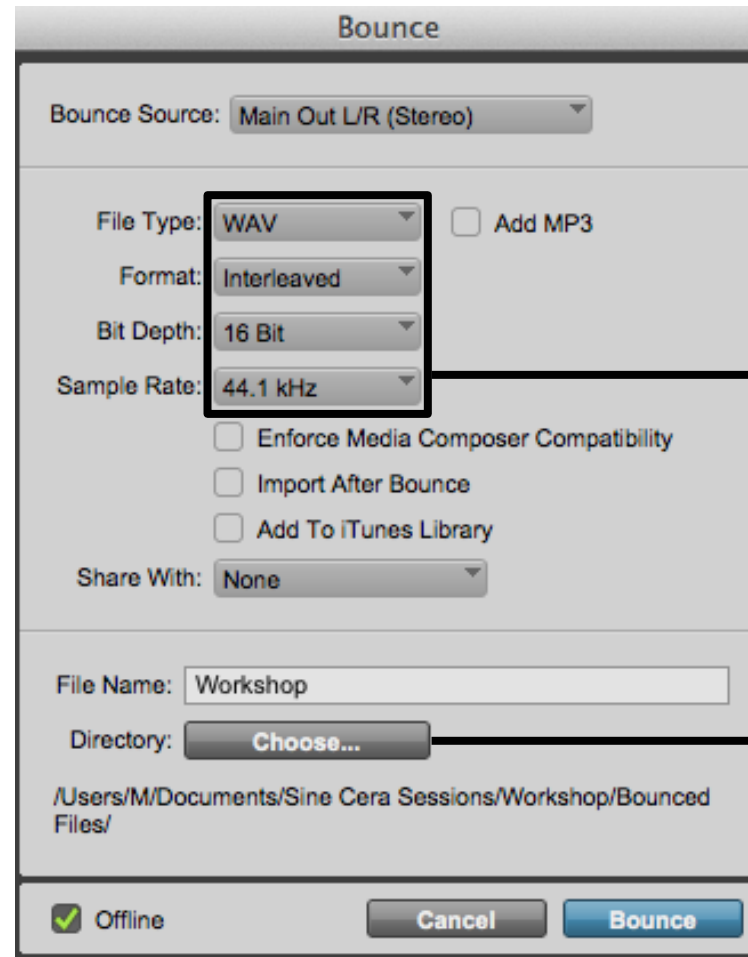 Bounce
Bounce Source: Main Out L/R (Stereo)
File Type: WAV Add MP3
Format: Interleaved
Bit Depth: 16 Bit
Sample Rate: 44.1 kHz
Enforce Media Composer Compatibility
Import After Bounce
Add To iTunes Library
Share With: None
File Name: Workshop
Directory: Choose...
/Users/M/Documents/Sine Cera Sessions/Workshop/Bounced
Files/
Offline Cancel Bounce